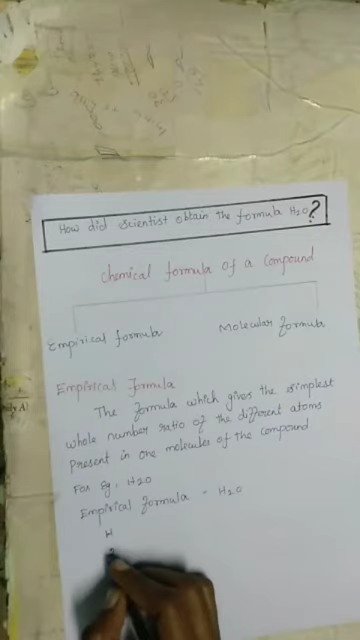 How did scientist obtain the formula H2O?
Chemical formula of a compound
Empirical formula
Molecular formula
Empirical formula
The formula which gives the simplest
whole number ratio of the different atoms
Present in one molecules of the compound
For Eg, H2O
Empirical formula - H2O
H